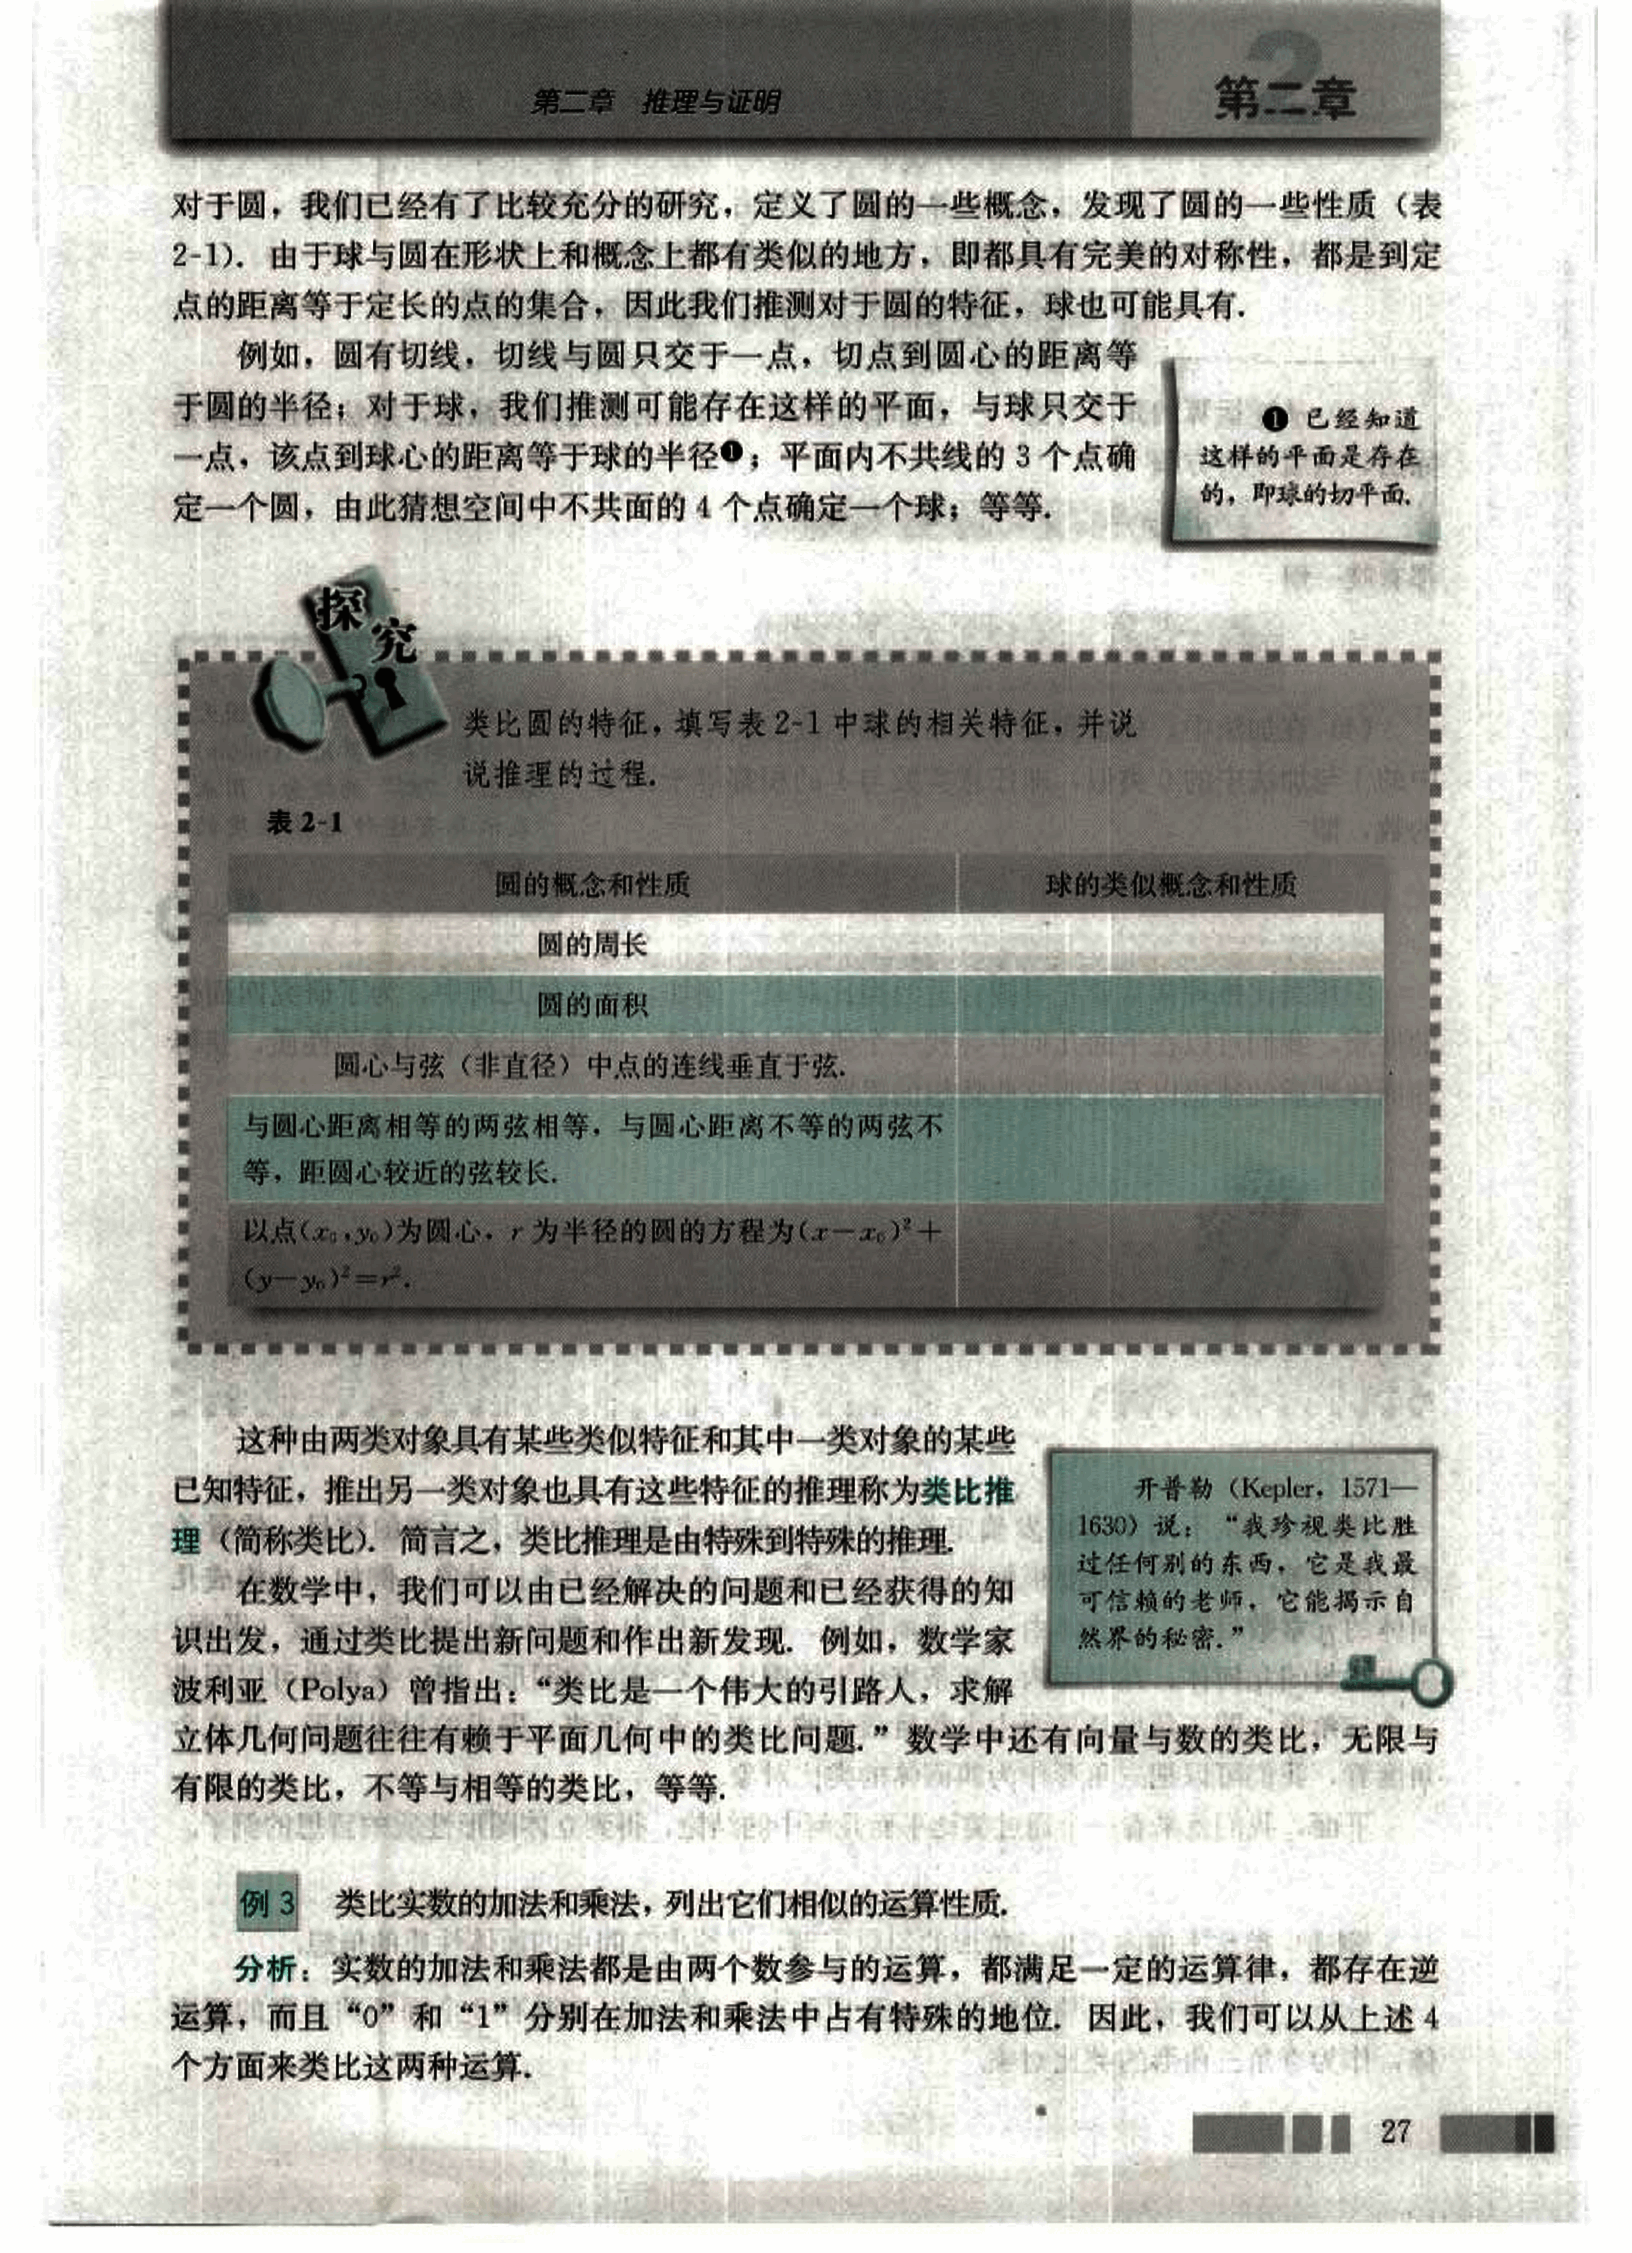 第二章 推理与证明
第二章
对于圆，我们已经有了比较充分的研究，定义了圆的一些概念，发现了圆的一些性质（表
2-1）．由于球与圆在形状上和概念上都有类似的地方，即都具有完美的对称性，都是到定
点的距离等于定长的点的集合，因此我们推测对于圆的特征，球也可能具有．
例如，圆有切线，切线与圆只交于一点，切点到圆心的距离等
于圆的半径；对于球，我们推测可能存在这样的平面，与球只交于
一点，该点到球心的距离等于球的半径❶；平面内不共线的 3 个点确
定一个圆，由此猜想空间中不共面的 4 个点确定一个球；等等．
❶ 已经知道
这样的平面是存在
的，即球的切平面．
探究
类比圆的特征，填写表 2-1 中球的相关特征，并说
说推理的过程．
表 2-1
圆的概念和性质 球的类似概念和性质
圆的周长
圆的面积
圆心与弦（非直径）中点的连线垂直于弦．
与圆心距离相等的两弦相等，与圆心距离不等的两弦不
等，距圆心较近的弦较长．
以点(x₀,y₀)为圆心，r 为半径的圆的方程为(x－x₀)²＋
(y－y₀)²＝r²．
这种由两类对象具有某些类似特征和其中一类对象的某些
已知特征，推出另一类对象也具有这些特征的推理称为类比推
理（简称类比）．简言之，类比推理是由特殊到特殊的推理．
在数学中，我们可以由已经解决的问题和已经获得的知
识出发，通过类比提出新问题和作出新发现．例如，数学家
波利亚（Polya）曾指出：“类比是一个伟大的引路人，求解
立体几何问题往往有赖于平面几何中的类比问题．”数学中还有向量与数的类比，无限与
有限的类比，不等与相等的类比，等等．
开普勒（Kepler，1571—
1630）说：“我珍视类比胜
过任何别的东西，它是我最
可信赖的老师，它能揭示自
然界的秘密．”
例 3 类比实数的加法和乘法，列出它们相似的运算性质．
分析：实数的加法和乘法都是由两个数参与的运算，都满足一定的运算律，都存在逆
运算，而且“0”和“1”分别在加法和乘法中占有特殊的地位．因此，我们可以从上述 4
个方面来类比这两种运算．
27